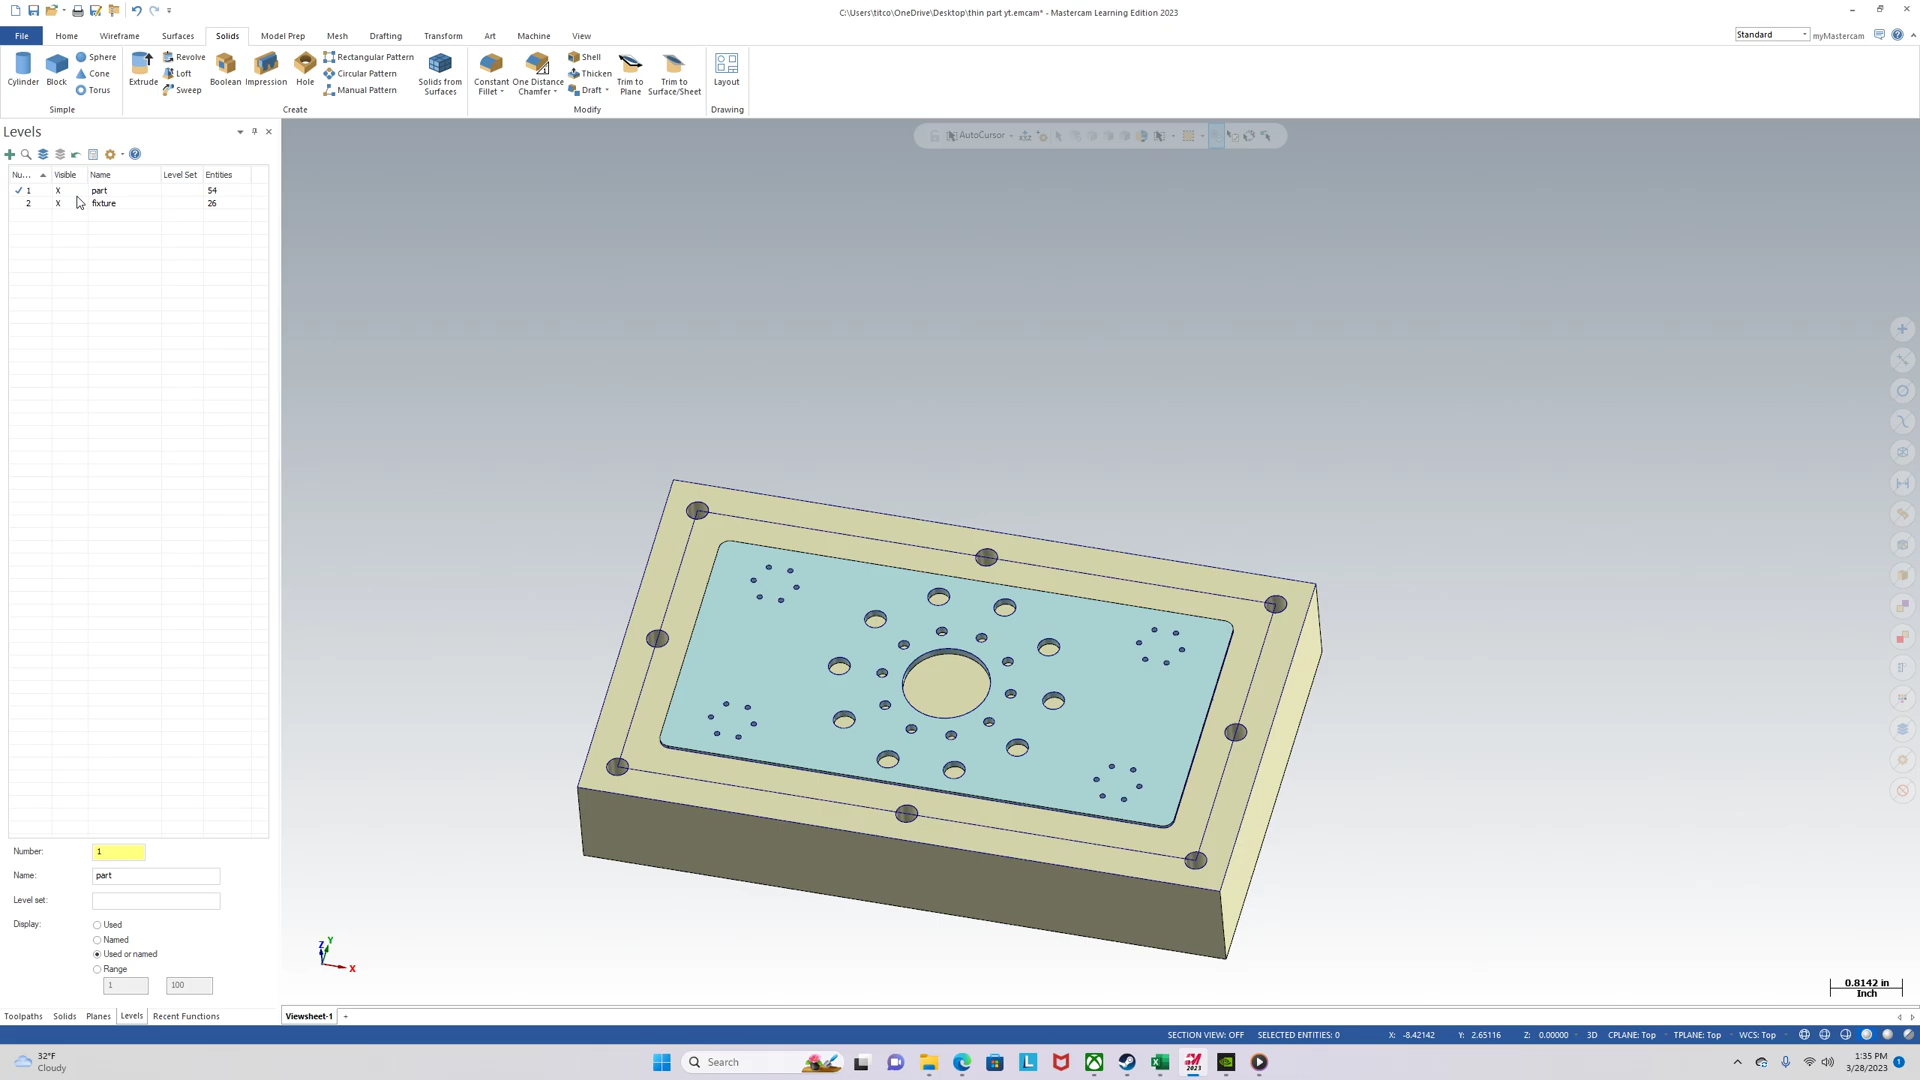 C:\Users\titco\OneDrive\Desktop\thin part yt.emcam* - Mastercam Learning Edition 2023
File Home Wireframe Surfaces Solids Model Prep Mesh Drafting Transform Art Machine View
Standard myMastercam
Cylinder Block Sphere Cone Torus
Simple
Extrude Revolve Loft Sweep Boolean Impression Hole Rectangular Pattern Circular Pattern Manual Pattern Solids from Surfaces
Create
Constant Fillet One Distance Chamfer Shell Thicken Draft Trim to Plane Trim to Surface/Sheet
Modify
Layout
Drawing
Levels
AutoCursor
Nu... Visible Name Level Set Entities
1 X part 54
2 X fixture 26
Number: 1
Name: part
Level set:
Display: Used
Named
Used or named
Range
1 100
Z Y X
0.8142 in
Inch
Toolpaths Solids Planes Levels Recent Functions
Viewsheet-1 +
SECTION VIEW: OFF SELECTED ENTITIES: 0 X: -8.42142 Y: 2.65116 Z: 0.00000 3D CPLANE: Top TPLANE: Top WCS: Top
32°F
Cloudy
Search
L
2023
1:35 PM
3/28/2023
1